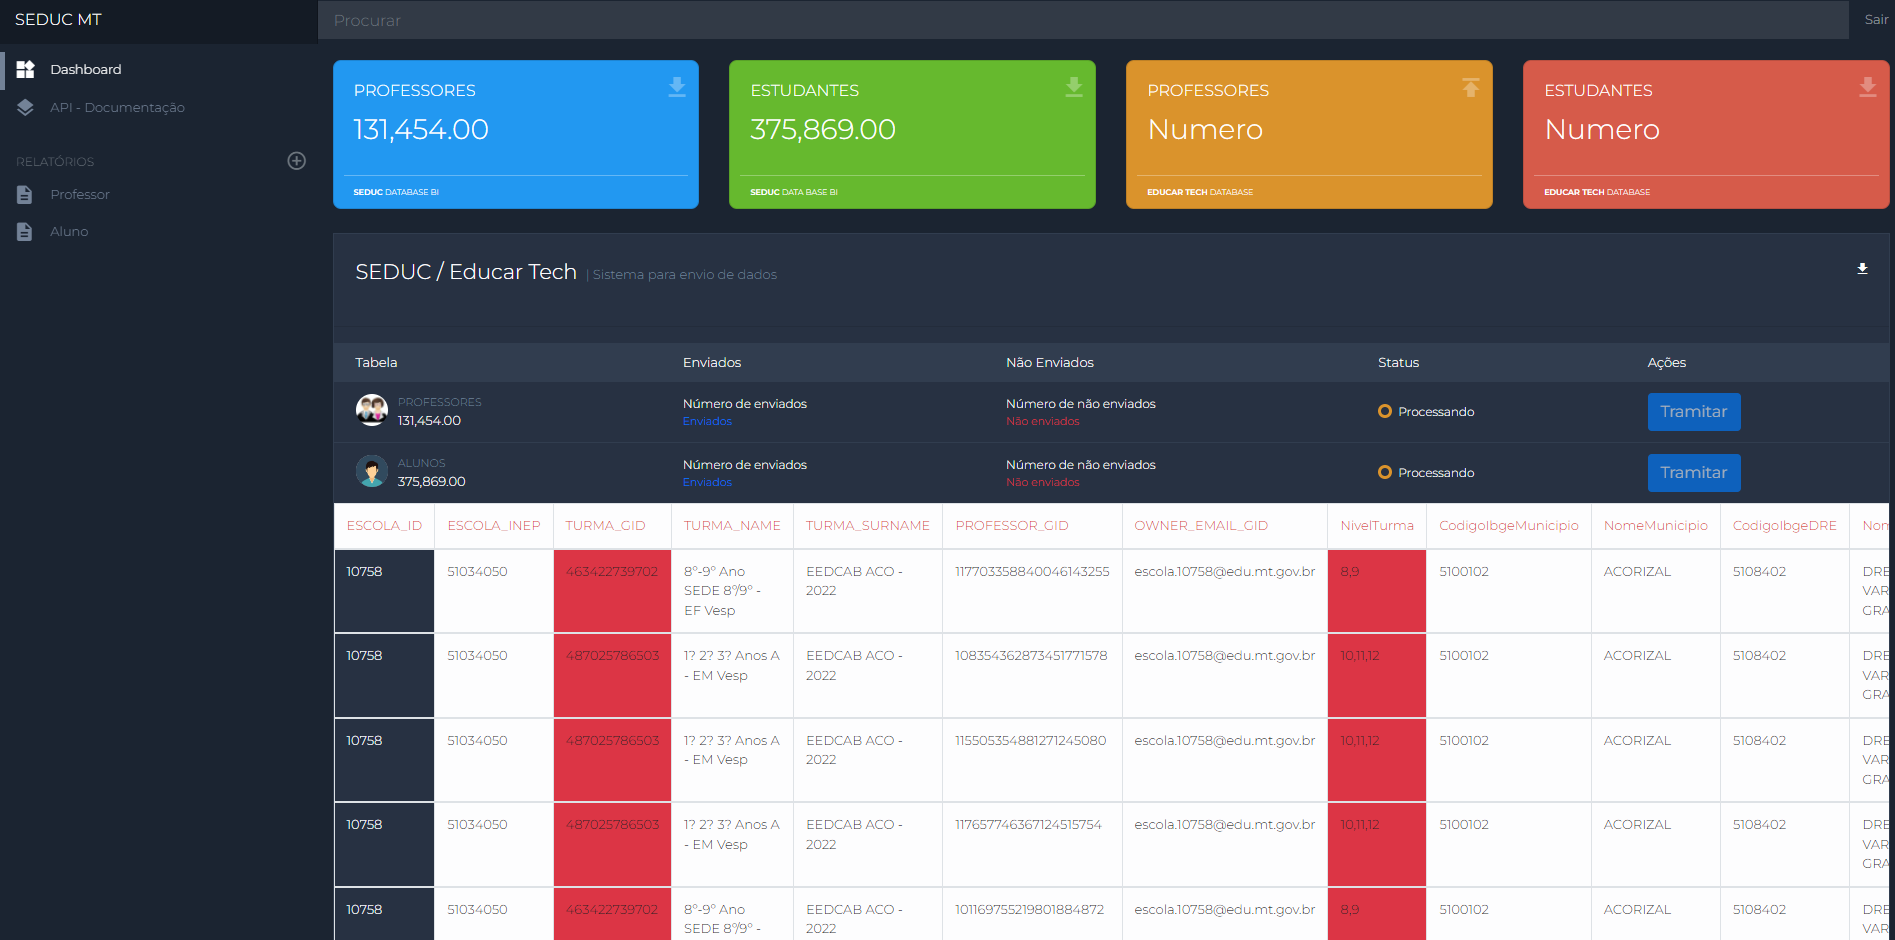 SEDUC MT
Procurar
Sair
Dashboard
API - Documentação
RELATÓRIOS
Professor
Aluno
PROFESSORES
131,454.00
SEDUC DATABASE BI
ESTUDANTES
375,869.00
SEDUC DATA BASE BI
PROFESSORES
Numero
EDUCAR TECH DATABASE
ESTUDANTES
Numero
EDUCAR TECH DATABASE
SEDUC / Educar Tech | Sistema para envio de dados
Tabela Enviados Não Enviados Status Ações
PROFESSORES
131,454.00
Número de enviados
Enviados
Número de não enviados
Não enviados
Processando
Tramitar
ALUNOS
375,869.00
Número de enviados
Enviados
Número de não enviados
Não enviados
Processando
Tramitar
ESCOLA_ID ESCOLA_INEP TURMA_GID TURMA_NAME TURMA_SURNAME PROFESSOR_GID OWNER_EMAIL_GID NivelTurma CodigoIbgeMunicipio NomeMunicipio CodigoIbgeDRE Nom
10758 51034050 463422739702 8º-9º Ano EEDCAB ACO - 117703358840046143255 escola.10758@edu.mt.gov.br 8,9 5100102 ACORIZAL 5108402 DRE
SEDE 8º/9º - 2022 VAR
EF Vesp GRA
10758 51034050 487025786503 1? 2? 3? Anos A EEDCAB ACO - 108354362873451771578 escola.10758@edu.mt.gov.br 10,11,12 5100102 ACORIZAL 5108402 DRE
- EM Vesp 2022 VAR
GRA
10758 51034050 487025786503 1? 2? 3? Anos A EEDCAB ACO - 115505354881271245080 escola.10758@edu.mt.gov.br 10,11,12 5100102 ACORIZAL 5108402 DRE
- EM Vesp 2022 VAR
GRA
10758 51034050 487025786503 1? 2? 3? Anos A EEDCAB ACO - 117657746367124515754 escola.10758@edu.mt.gov.br 10,11,12 5100102 ACORIZAL 5108402 DRE
- EM Vesp 2022 VAR
GRA
10758 51034050 463422739702 8º-9º Ano EEDCAB ACO - 101169755219801884872 escola.10758@edu.mt.gov.br 8,9 5100102 ACORIZAL 5108402 DRE
SEDE 8º/9º - 2022 VAR